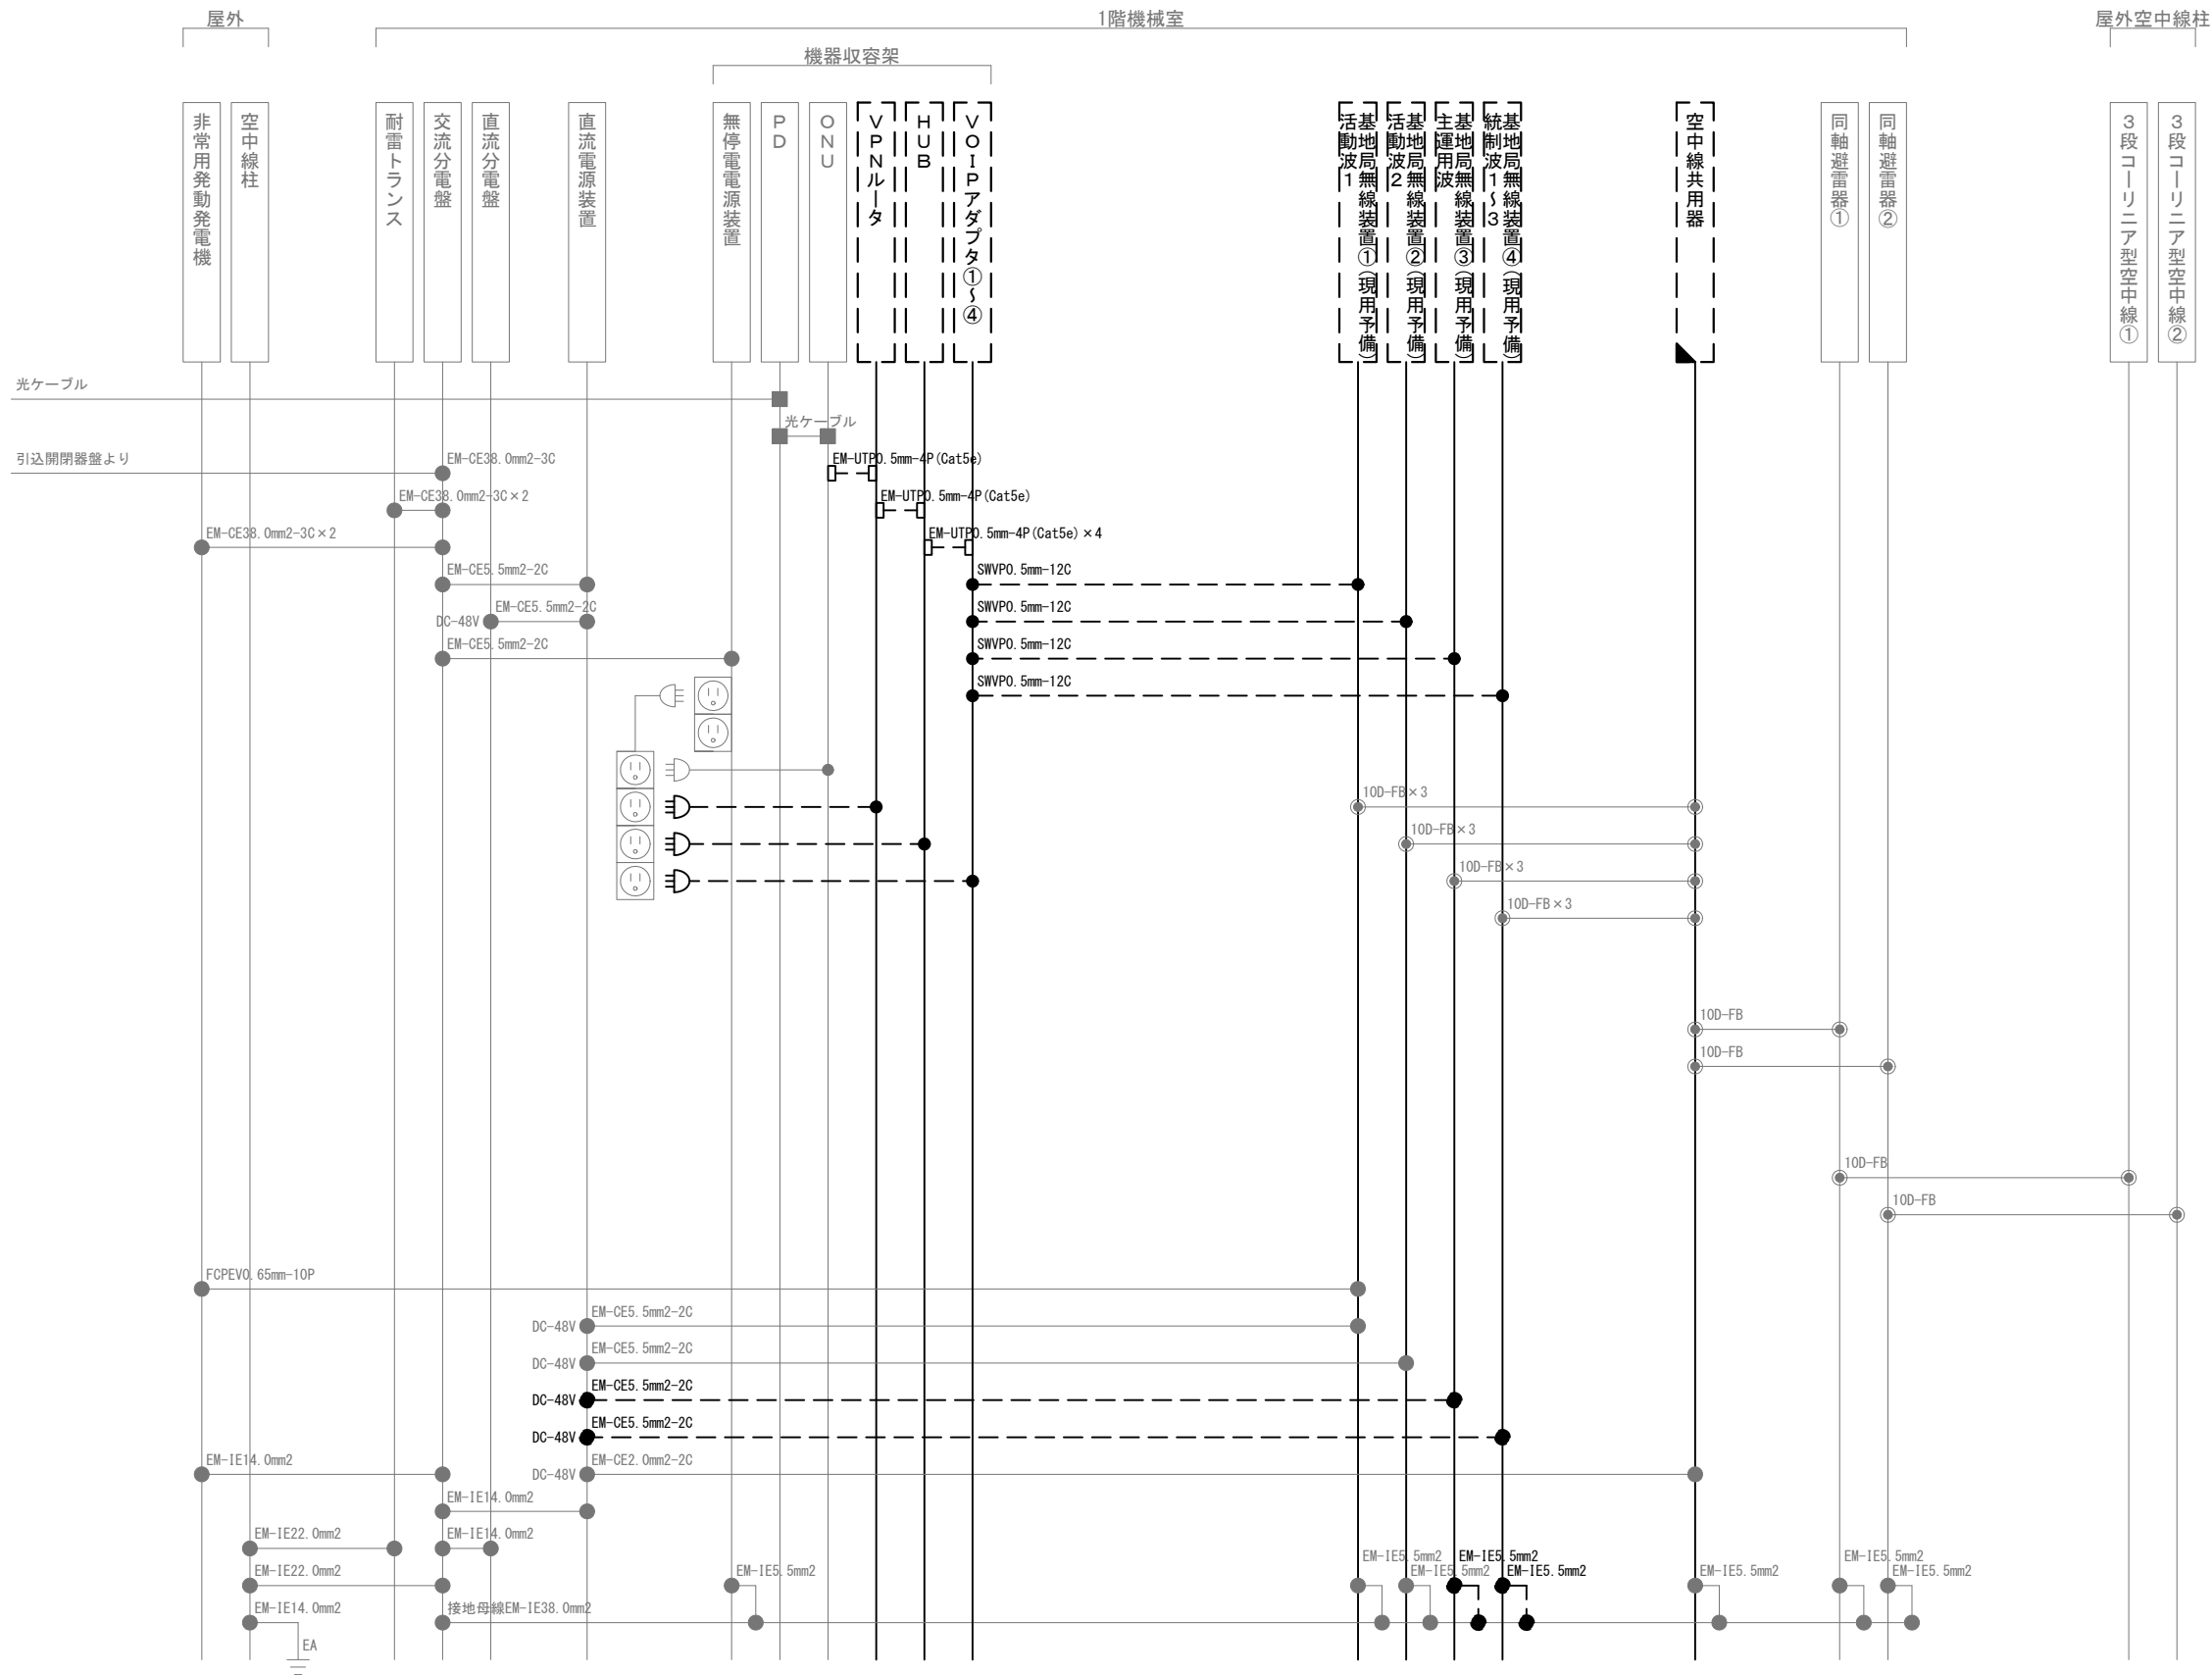 屋外
1階機械室
屋外空中線柱
機器収容架
非常用発動発電機
空中線柱
耐雷トランス
交流分電盤
直流分電盤
直流電源装置
無停電電源装置
PD
ONU
VPNルータ
HUB
VOIPアダプタ①~④
基地局無線装置①(現用予備)
活動波1
基地局無線装置②(現用予備)
活動波2
基地局無線装置③(現用予備)
主運用波
基地局無線装置④(現用予備)
統制波1~3
空中線共用器
同軸避雷器①
同軸避雷器②
3段コーリニア型空中線①
3段コーリニア型空中線②
光ケーブル
光ケーブル
引込開閉器盤より
EM-CE38.0mm2-3C
EM-UTP0.5mm-4P(Cat5e)
EM-CE38.0mm2-3C×2
EM-UTP0.5mm-4P(Cat5e)
EM-CE38.0mm2-3C×2
EM-UTP0.5mm-4P(Cat5e)×4
EM-CE5.5mm2-2C
SWVP0.5mm-12C
EM-CE5.5mm2-2C
SWVP0.5mm-12C
DC-48V
EM-CE5.5mm2-2C
SWVP0.5mm-12C
SWVP0.5mm-12C
10D-FB×3
10D-FB×3
10D-FB×3
10D-FB×3
10D-FB
10D-FB
10D-FB
10D-FB
FCPEV0.65mm-10P
EM-CE5.5mm2-2C
DC-48V
EM-CE5.5mm2-2C
DC-48V
EM-CE5.5mm2-2C
DC-48V
EM-CE5.5mm2-2C
DC-48V
EM-IE14.0mm2
EM-CE2.0mm2-2C
DC-48V
EM-IE14.0mm2
EM-IE22.0mm2
EM-IE14.0mm2
EM-IE5.5mm2
EM-IE5.5mm2
EM-IE5.5mm2
EM-IE22.0mm2
EM-IE5.5mm2
EM-IE5.5mm2
EM-IE5.5mm2
EM-IE5.5mm2
EM-IE5.5mm2
EM-IE14.0mm2
接地母線EM-IE38.0mm2
EA